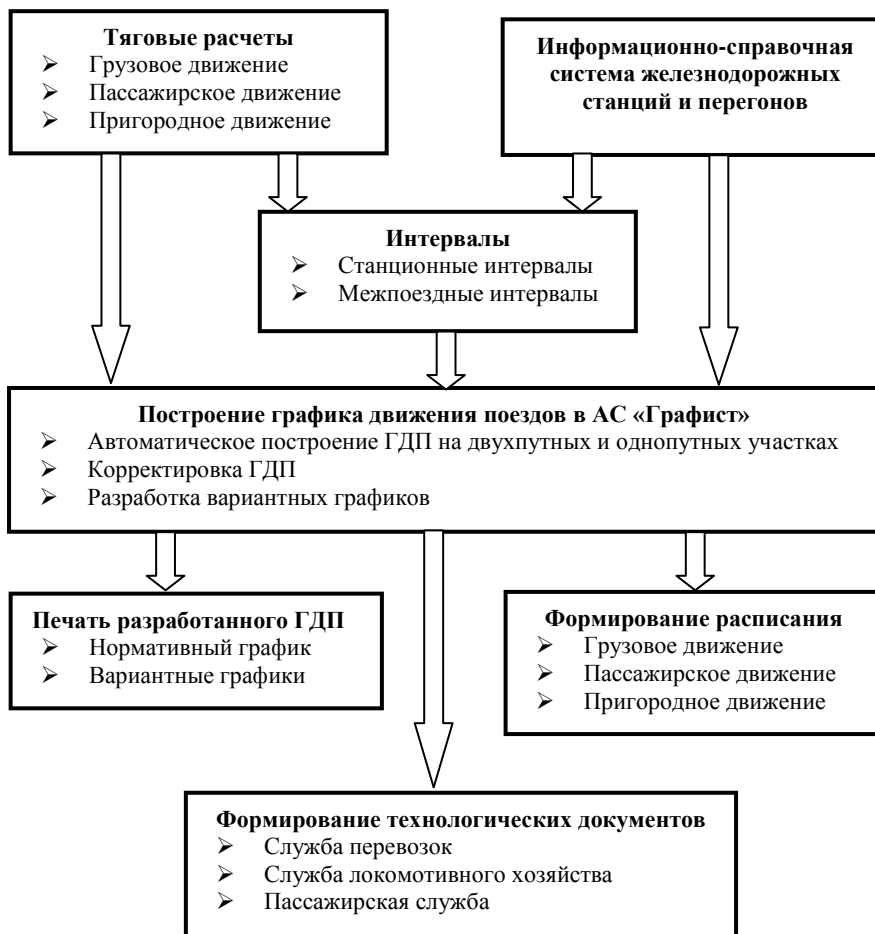 Тяговые расчеты
➢ Грузовое движение
➢ Пассажирское движение
➢ Пригородное движение
Информационно-справочная
система железнодорожных
станций и перегонов
Интервалы
➢ Станционные интервалы
➢ Межпоездные интервалы
Построение графика движения поездов в АС «Графист»
➢ Автоматическое построение ГДП на двухпутных и однопутных участках
➢ Корректировка ГДП
➢ Разработка вариантных графиков
Печать разработанного ГДП
➢ Нормативный график
➢ Вариантные графики
Формирование расписания
➢ Грузовое движение
➢ Пассажирское движение
➢ Пригородное движение
Формирование технологических документов
➢ Служба перевозок
➢ Служба локомотивного хозяйства
➢ Пассажирская служба